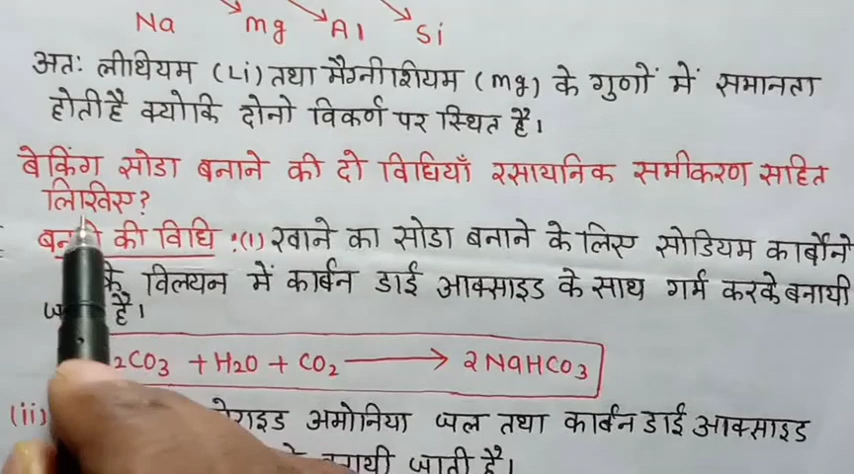 Na Mg Al Si
अतः लीथियम (Li) तथा मैग्नीशियम (mg) के गुणों में समानता
होती है क्योकि दोनो विकर्ण पर स्थित है।
बेकिंग सोडा बनाने की दो विधियाँ रसायनिक समीकरण सहित
लिखिए?
की विधि :(i) खाने का सोडा बनाने के लिए सोडियम कार्बोने
के विलयन में कार्बन डाई आक्साइड के साथ गर्म करके बनायी
है।
2CO3 + H2O + CO2 → 2NaHCO3
(ii) अमोनिया जल तथा कार्बन डाई आक्साइड
जाती है।